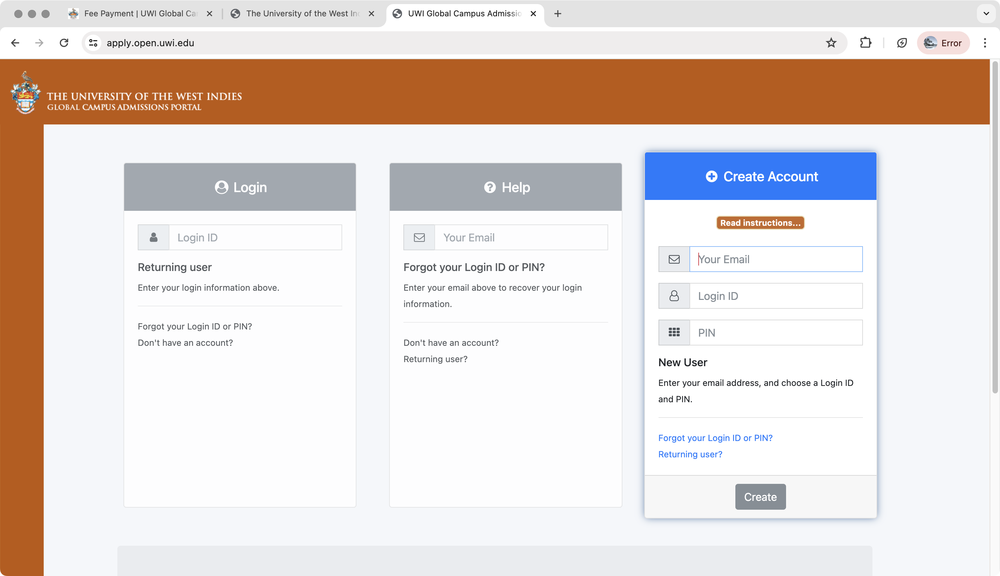 Fee Payment | UWI Global Ca
The University of the West In
UWI Global Campus Admissio
apply.open.uwi.edu
Error
THE UNIVERSITY OF THE WEST INDIES
GLOBAL CAMPUS ADMISSIONS PORTAL
Login
Login ID
Returning user
Enter your login information above.
Forgot your Login ID or PIN?
Don't have an account?
Help
Your Email
Forgot your Login ID or PIN?
Enter your email above to recover your login
information.
Don't have an account?
Returning user?
Create Account
Read instructions...
Your Email
Login ID
PIN
New User
Enter your email address, and choose a Login ID
and PIN.
Forgot your Login ID or PIN?
Returning user?
Create